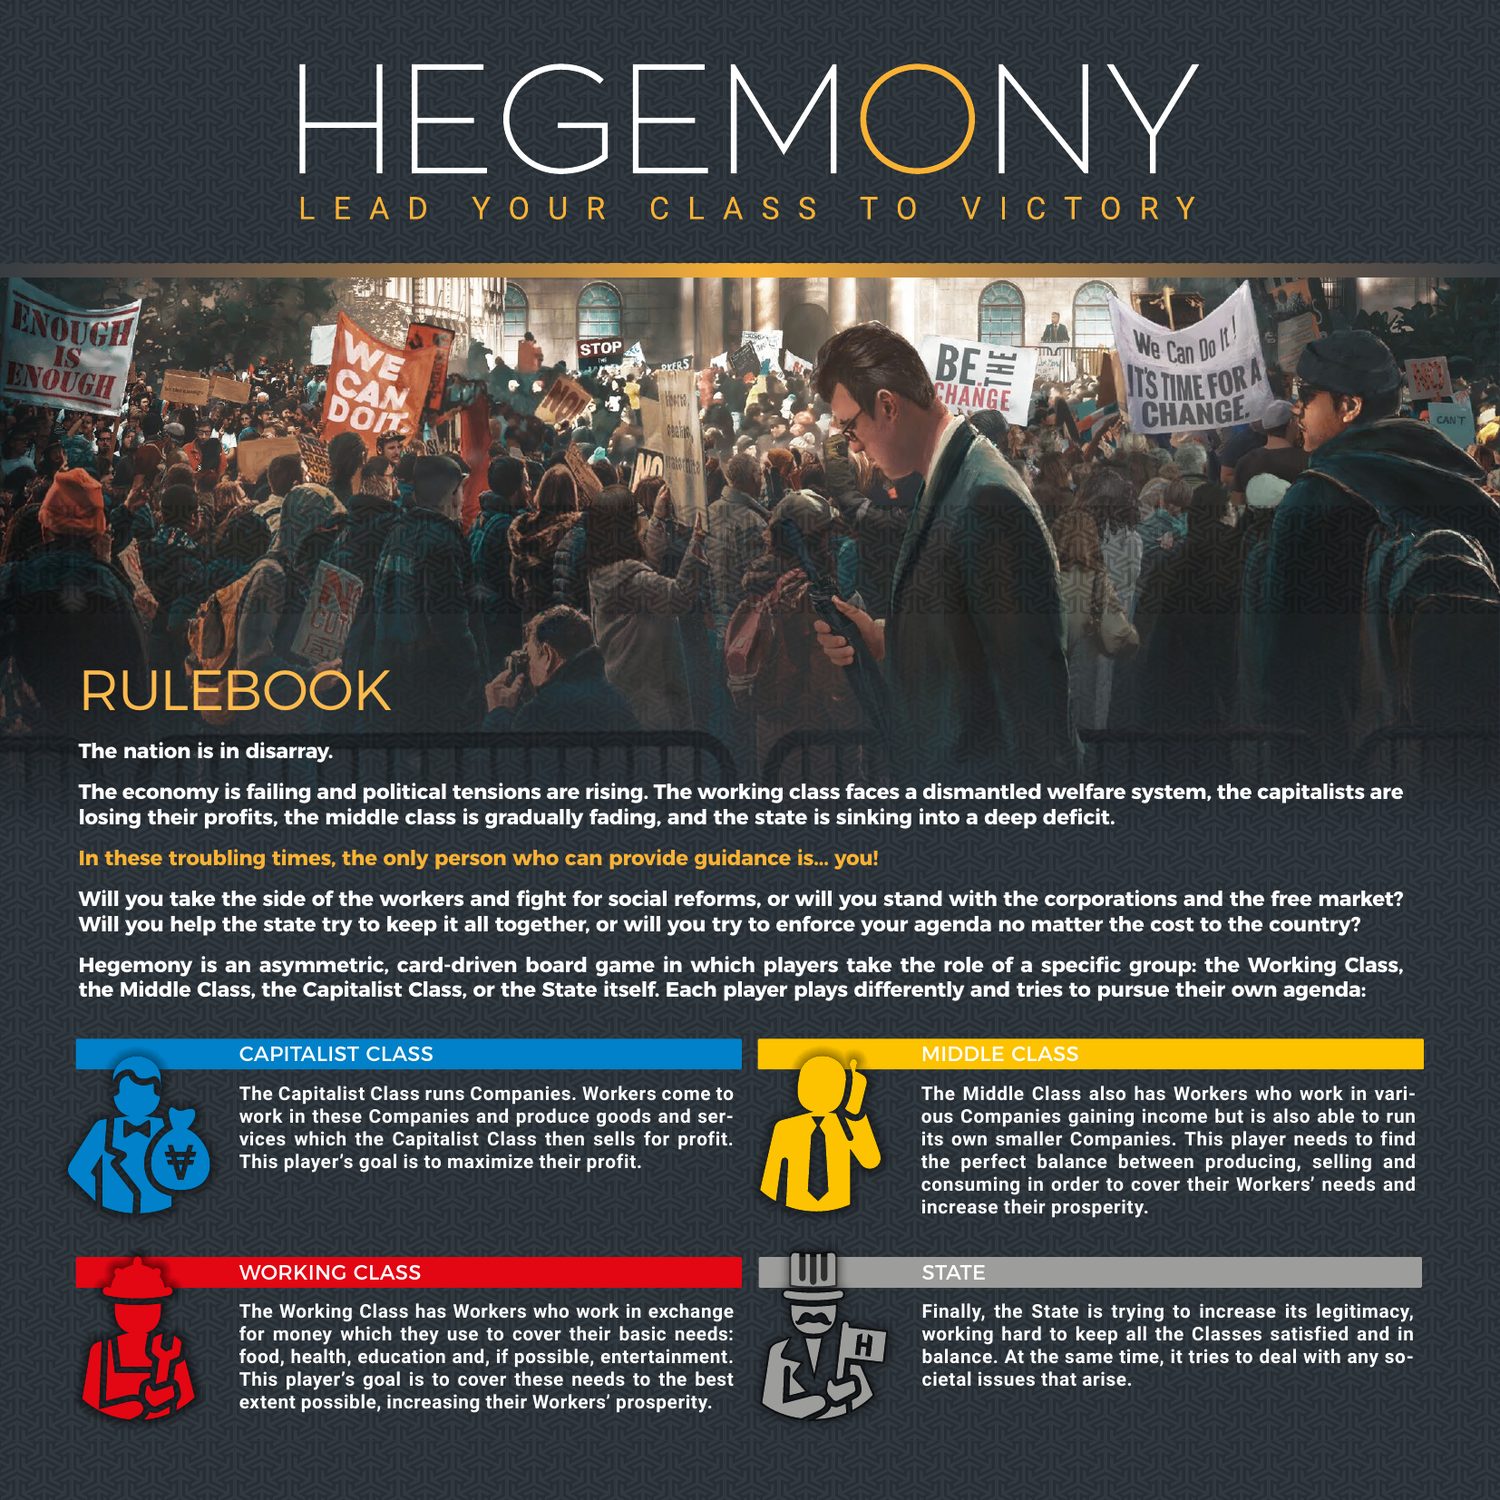 HEGEMONY
LEAD YOUR CLASS TO VICTORY
ENOUGH
IS
ENOUGH
WE
CAN
DO IT.
STOP
NO
BE THE
CHANGE
We Can Do It!
IT'S TIME FOR A
CHANGE.
NO
CAN'T
RULEBOOK
The nation is in disarray.
The economy is failing and political tensions are rising. The working class faces a dismantled welfare system, the capitalists are
losing their profits, the middle class is gradually fading, and the state is sinking into a deep deficit.
In these troubling times, the only person who can provide guidance is... you!
Will you take the side of the workers and fight for social reforms, or will you stand with the corporations and the free market?
Will you help the state try to keep it all together, or will you try to enforce your agenda no matter the cost to the country?
Hegemony is an asymmetric, card-driven board game in which players take the role of a specific group: the Working Class,
the Middle Class, the Capitalist Class, or the State itself. Each player plays differently and tries to pursue their own agenda:
CAPITALIST CLASS
The Capitalist Class runs Companies. Workers come to
work in these Companies and produce goods and ser-
vices which the Capitalist Class then sells for profit.
This player's goal is to maximize their profit.
MIDDLE CLASS
The Middle Class also has Workers who work in vari-
ous Companies gaining income but is also able to run
its own smaller Companies. This player needs to find
the perfect balance between producing, selling and
consuming in order to cover their Workers' needs and
increase their prosperity.
WORKING CLASS
The Working Class has Workers who work in exchange
for money which they use to cover their basic needs:
food, health, education and, if possible, entertainment.
This player's goal is to cover these needs to the best
extent possible, increasing their Workers' prosperity.
STATE
H
Finally, the State is trying to increase its legitimacy,
working hard to keep all the Classes satisfied and in
balance. At the same time, it tries to deal with any so-
cietal issues that arise.